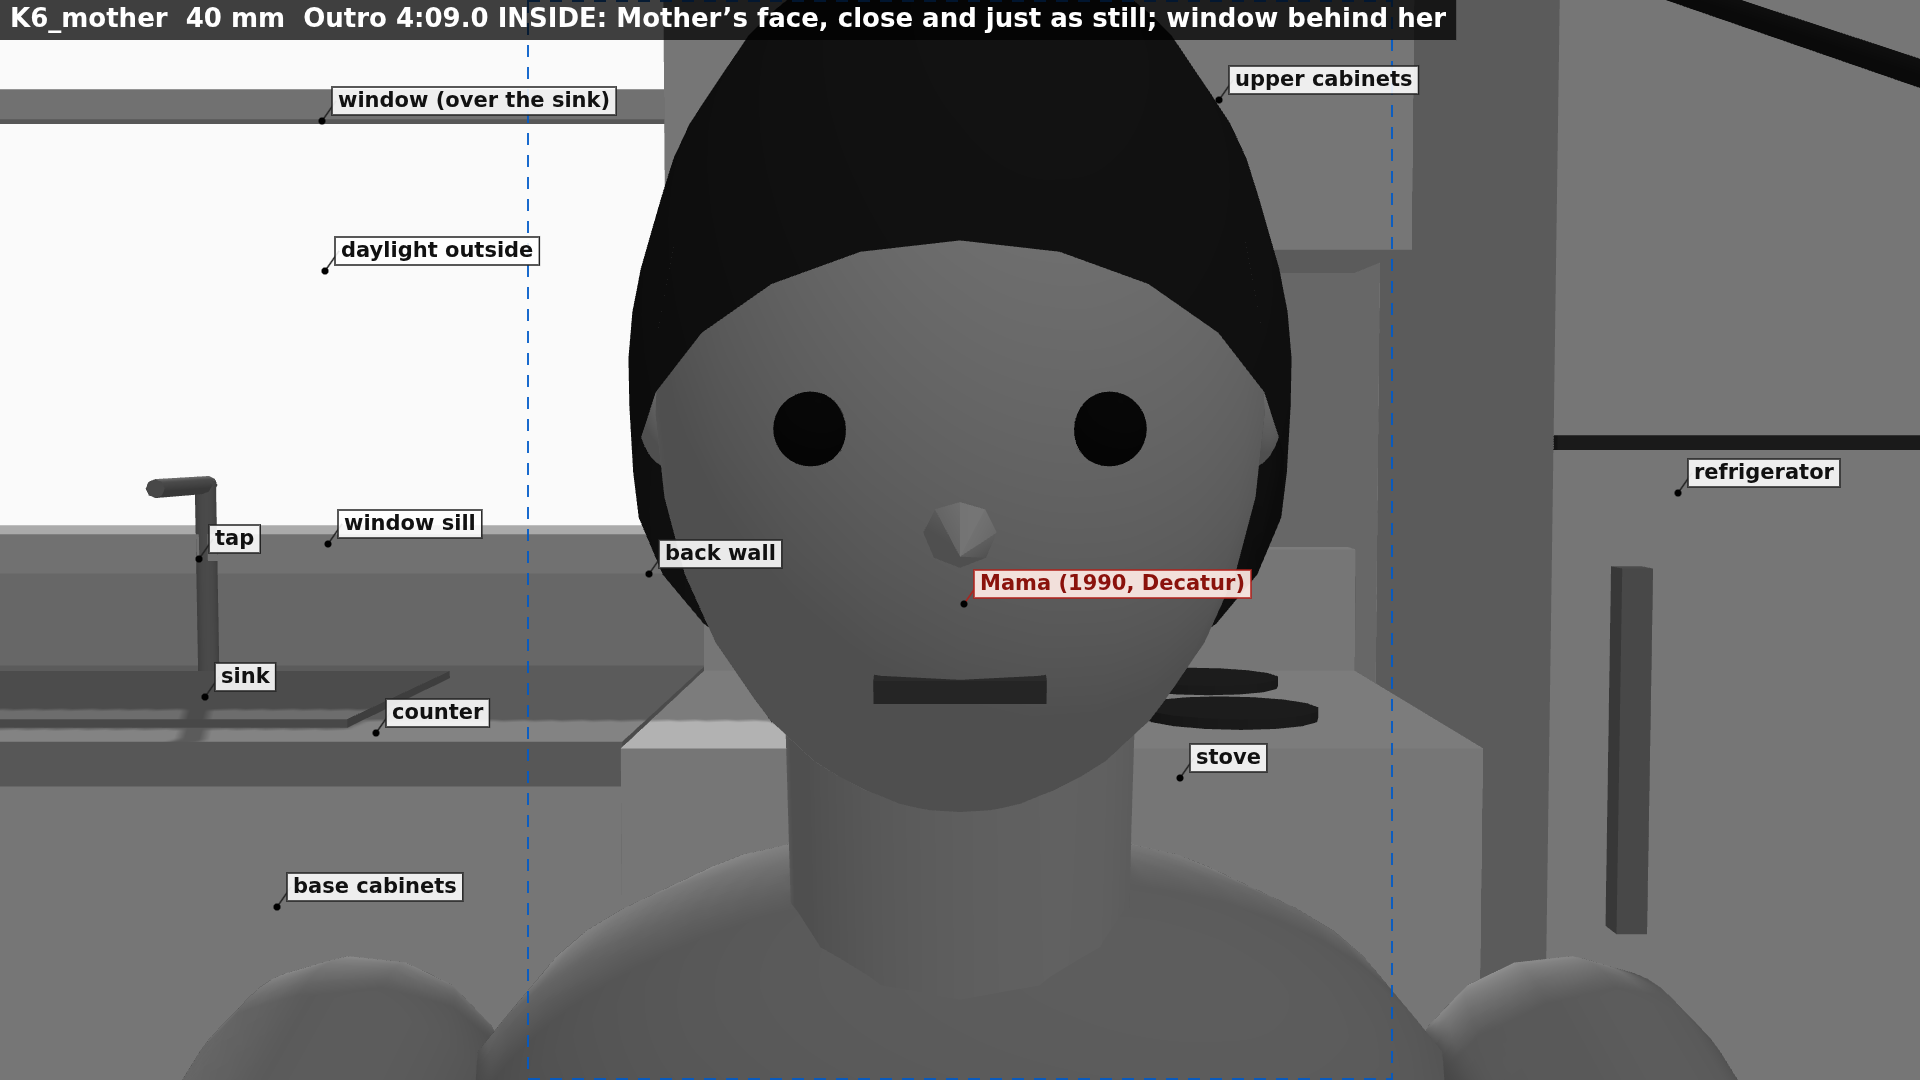 K6_mother  40 mm  Outro 4:09.0 INSIDE: Mother’s face, close and just as still; window behind her
upper cabinets
window (over the sink)
daylight outside
refrigerator
window sill
tap
back wall
Mama (1990, Decatur)
sink
counter
stove
base cabinets